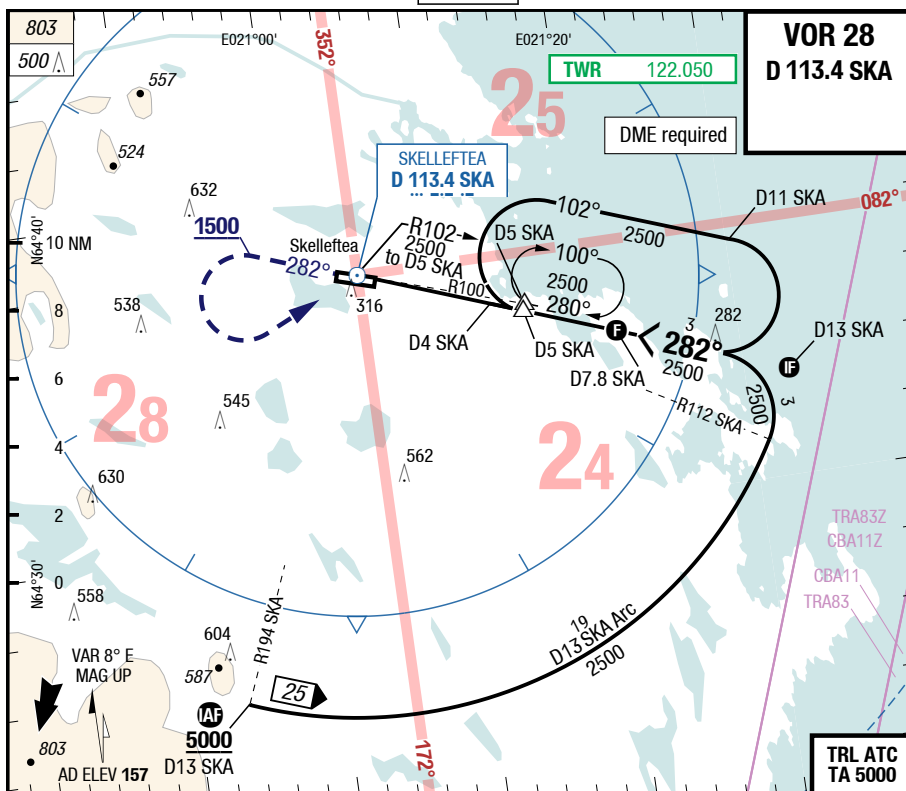 803
500
E021°00'
E021°20'
352°
VOR 28
D 113.4 SKA
TWR 122.050
DME required
25
557
524
632
1500
SKELLEFTEA
D 113.4 SKA
N64°40'
10 NM
Skelleftea
282°
R102
2500
to D5 SKA
R100
D5 SKA
102°
2500
D11 SKA
082°
100°
2500
280°
316
538
8
D4 SKA
D5 SKA
F
D7.8 SKA
3
282
282°
2500
D13 SKA
IF
3
2500
R112 SKA
6
28
545
24
4
562
630
2
TRA83Z
CBA11Z
CBA11
TRA83
N64°30'
0
558
604
587
R194 SKA
19
D13 SKA Arc
2500
VAR 8° E
MAG UP
25
IAF
5000
D13 SKA
803
AD ELEV 157
172°
TRL ATC
TA 5000